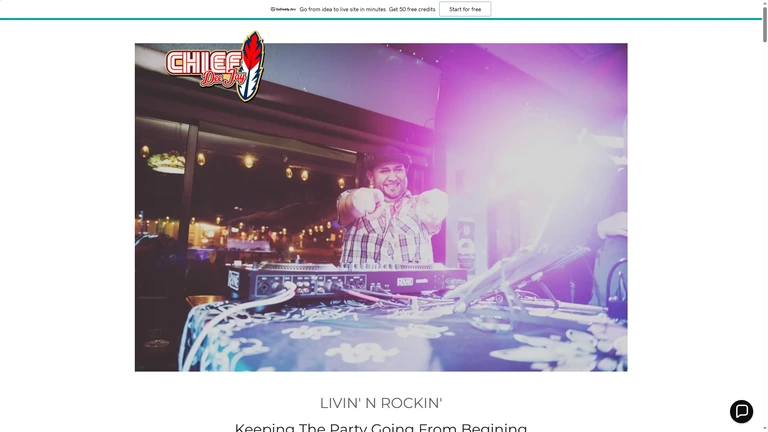 Go from idea to live site in minutes. Get 50 free credits
Start for free
CHIEF
Dee Jay
LIVIN' N ROCKIN'
Keeping The Party Going From Begining